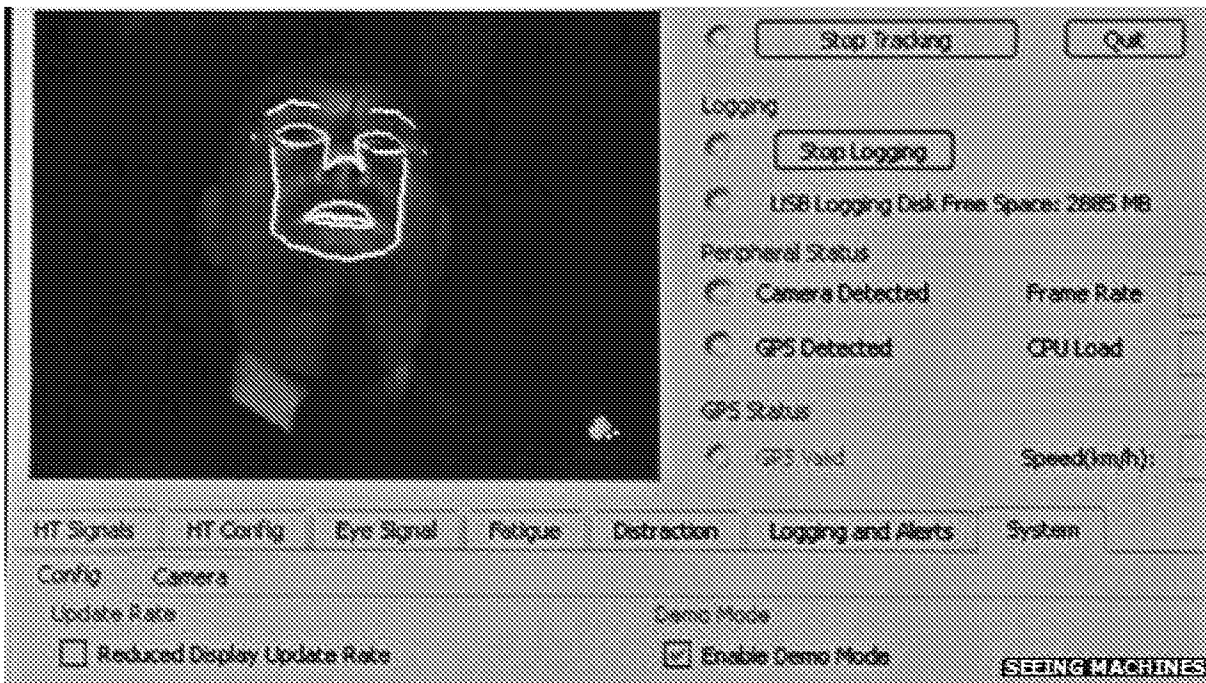 Stop Tracking Quit
Logging
Stop Logging
USB Logging Disk Free Space: 2885 MB
Peripheral Status
Camera Detected Frame Rate
GPS Detected CPU Load
GPS Status
GPS Valid Speed(km/h):
HT Signals HT Config Eye Signal Fatigue Distraction Logging and Alerts System
Config Camera
Update Rate Demo Mode
Reduced Display Update Rate Enable Demo Mode
SEEING MACHINES